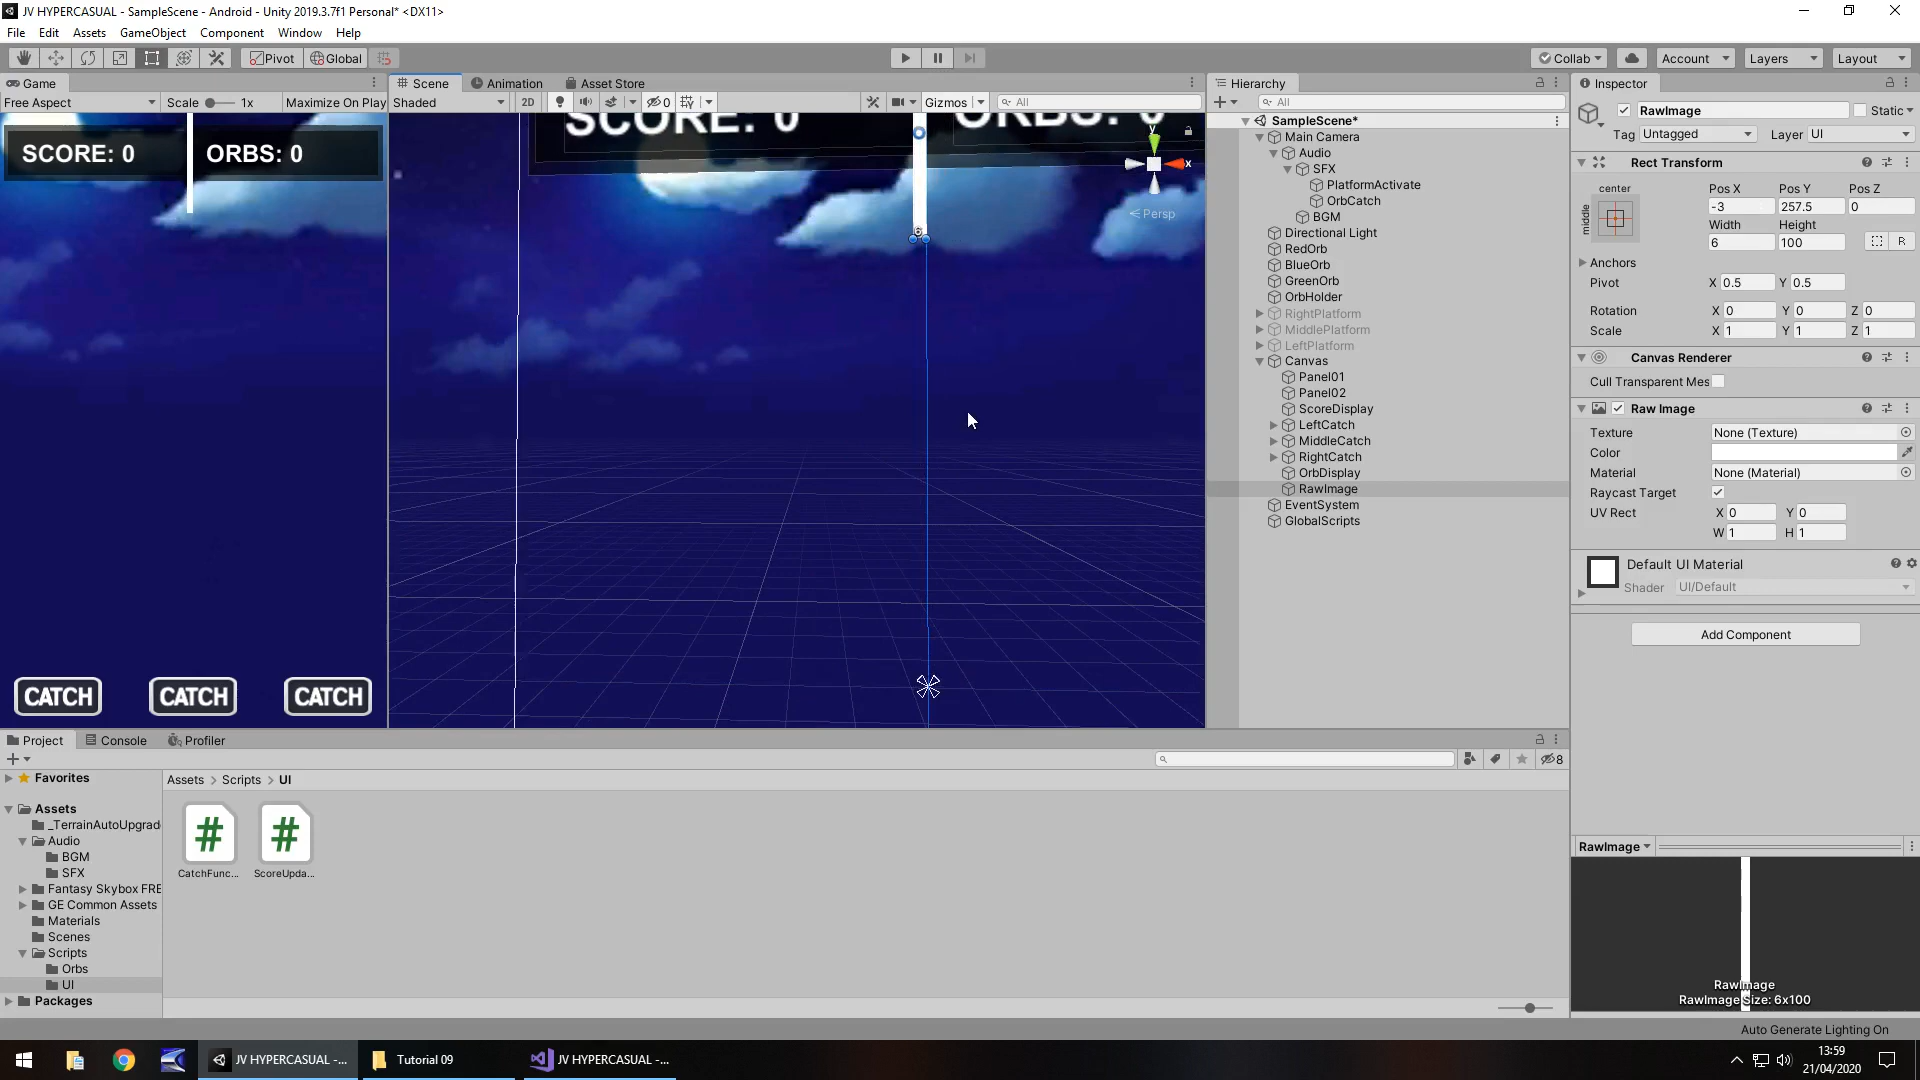 JV HYPERCASUAL - SampleScene - Android - Unity 2019.3.7f1 Personal* <DX11>
File Edit Assets GameObject Component Window Help
Pivot Global Collab Account Layers Layout
Game Scene Animation Asset Store Hierarchy Inspector
Free Aspect Scale 1x Maximize On Play Shaded 2D 0 Gizmos All All
SCORE: 0 ORBS: 0
SCORE: 0 ORBS: 0
y
x
Persp
SampleScene*
Main Camera
Audio
SFX
PlatformActivate
OrbCatch
BGM
Directional Light
RedOrb
BlueOrb
GreenOrb
OrbHolder
RightPlatform
MiddlePlatform
LeftPlatform
Canvas
Panel01
Panel02
ScoreDisplay
LeftCatch
MiddleCatch
RightCatch
OrbDisplay
RawImage
EventSystem
GlobalScripts
RawImage Static
Tag Untagged Layer UI
Rect Transform
center Pos X Pos Y Pos Z
middle -3 257.5 0
Width Height
6 100 R
Anchors
Pivot X 0.5 Y 0.5
Rotation X 0 Y 0 Z 0
Scale X 1 Y 1 Z 1
Canvas Renderer
Cull Transparent Mes
Raw Image
Texture None (Texture)
Color
Material None (Material)
Raycast Target
UV Rect X 0 Y 0
W 1 H 1
Default UI Material
Shader UI/Default
Add Component
CATCH CATCH CATCH
Project Console Profiler
8
Favorites
Assets > Scripts > UI
Assets
_TerrainAutoUpgrad
Audio
BGM
SFX
Fantasy Skybox FRE
GE Common Assets
Materials
Scenes
Scripts
Orbs
UI
Packages
CatchFunc... ScoreUpda...
RawImage
RawImage
RawImage Size: 6x100
Auto Generate Lighting On
JV HYPERCASUAL -... Tutorial 09 JV HYPERCASUAL -...
13:59
21/04/2020